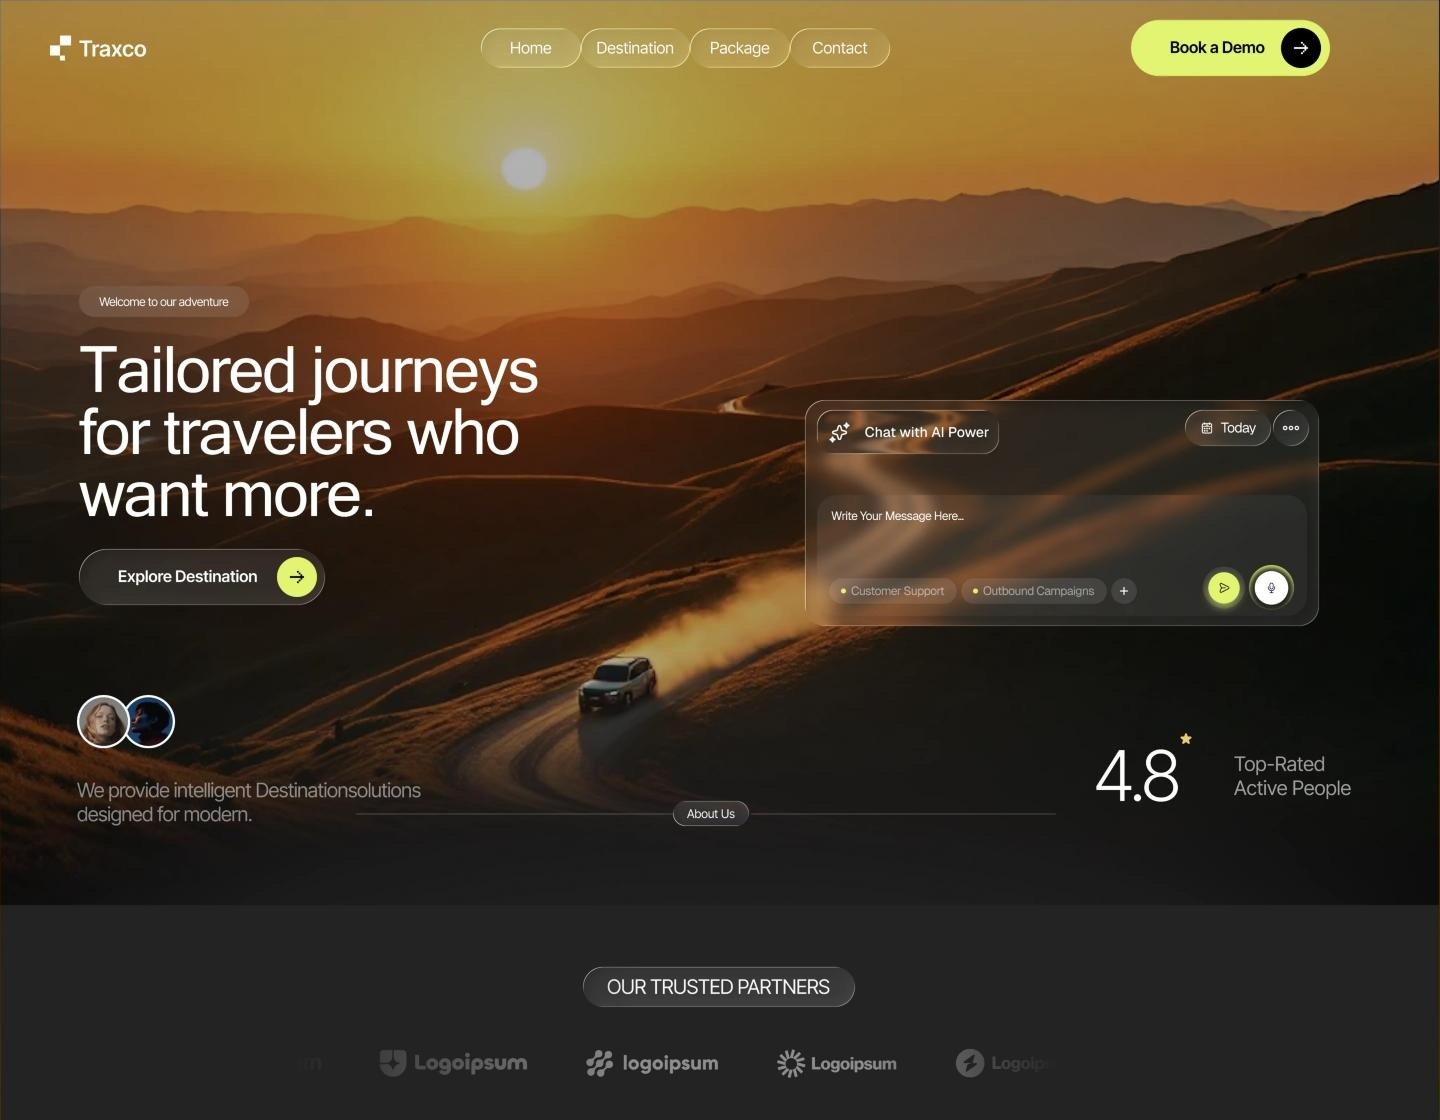 Traxco
Home
Destination
Package
Contact
Book a Demo
Welcome to our adventure
Tailored journeys
for travelers who
want more.
Explore Destination
Chat with AI Power
Today
Write Your Message Here...
Customer Support
Outbound Campaigns
We provide intelligent Destinationsolutions
designed for modern.
About Us
4.8
Top-Rated
Active People
OUR TRUSTED PARTNERS
Logoipsum
logoipsum
Logoipsum